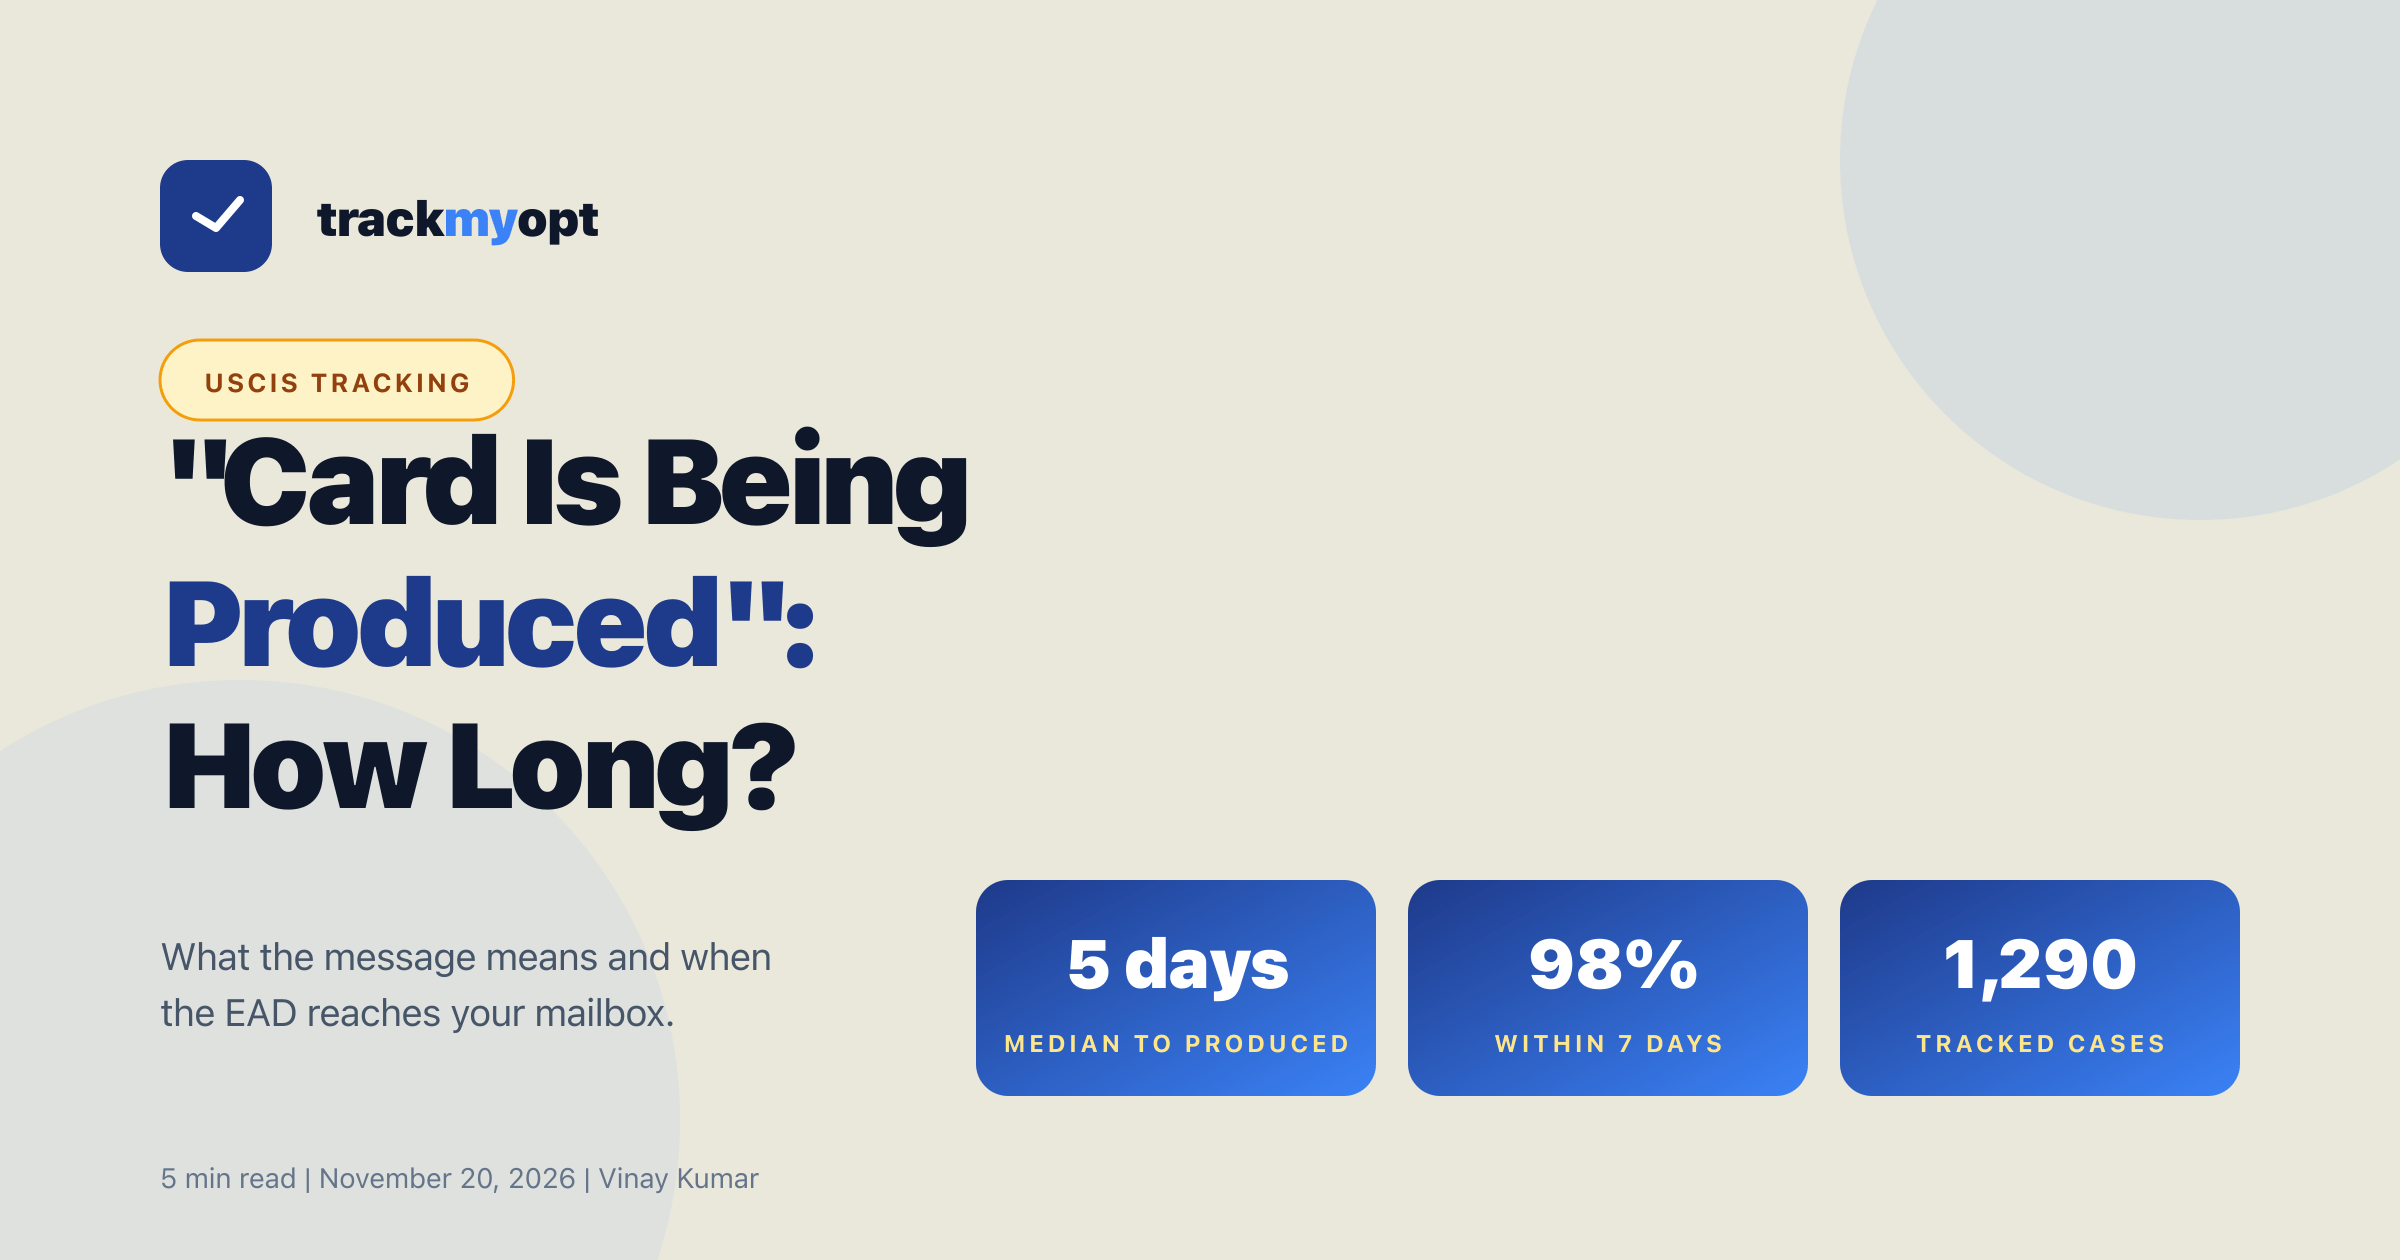 trackmyopt
USCIS TRACKING
"Card Is Being
Produced":
How Long?
What the message means and when
the EAD reaches your mailbox.
5 days
MEDIAN TO PRODUCED
98%
WITHIN 7 DAYS
1,290
TRACKED CASES
5 min read | November 20, 2026 | Vinay Kumar